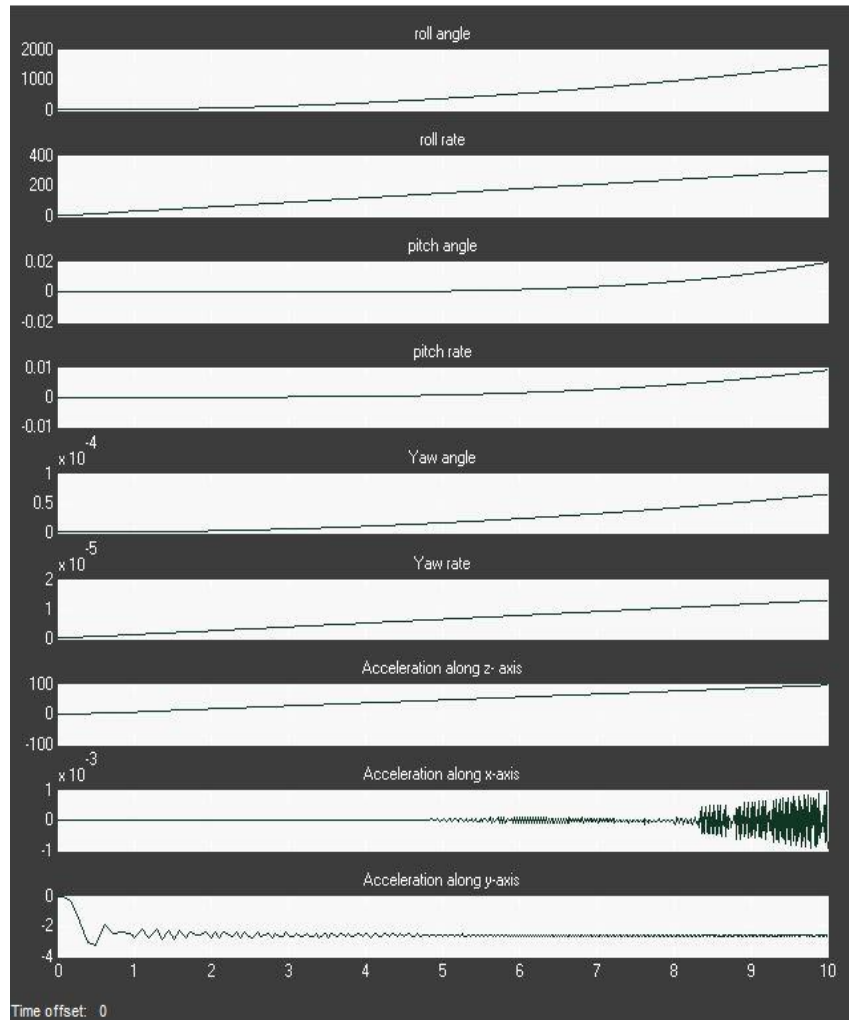 roll angle
2000
1000
0
roll rate
400
200
0
pitch angle
0.02
0
-0.02
pitch rate
0.01
0
-0.01
x 10^-4
Yaw angle
1
0.5
0
x 10^-5
Yaw rate
2
1
0
Acceleration along z- axis
100
0
-100
x 10^-3
Acceleration along x-axis
1
0
-1
Acceleration along y-axis
0
-2
-4
0 1 2 3 4 5 6 7 8 9 10
Time offset: 0